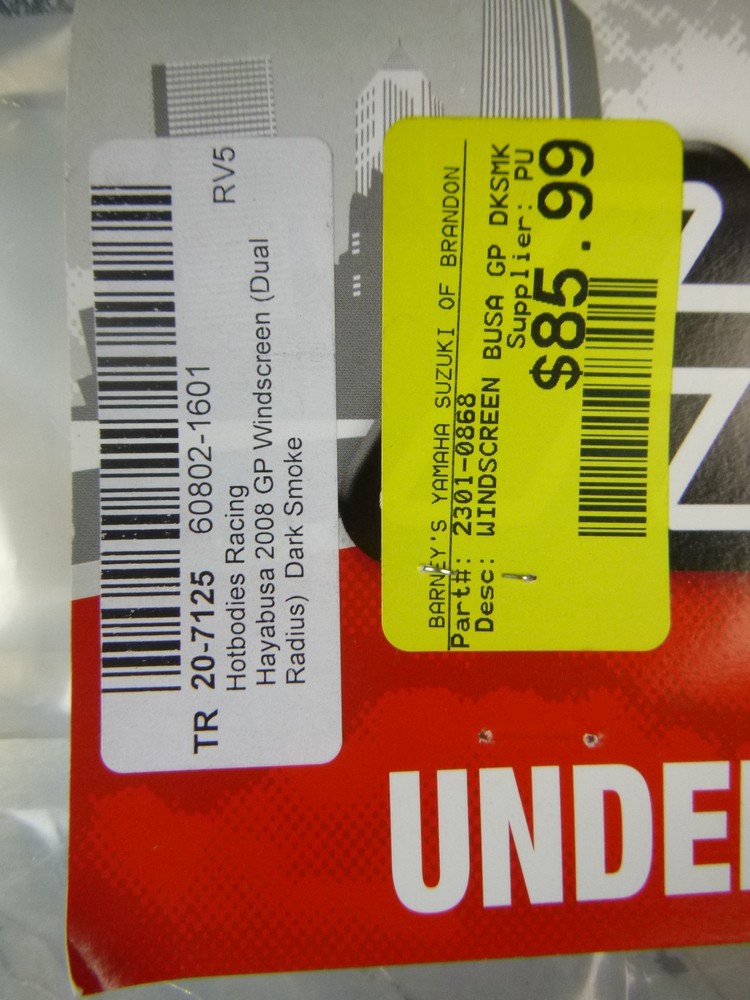 TR 20-7125 60802-1601 RV5
Hotbodies Racing
Hayabusa 2008 GP Windscreen (Dual
Radius) Dark Smoke
BARNEY'S YAMAHA SUZUKI OF BRANDON
Part#: 2301-0868
Desc: WINDSCREEN BUSA GP DKSMK
Supplier: PU
$85.99
UNDE